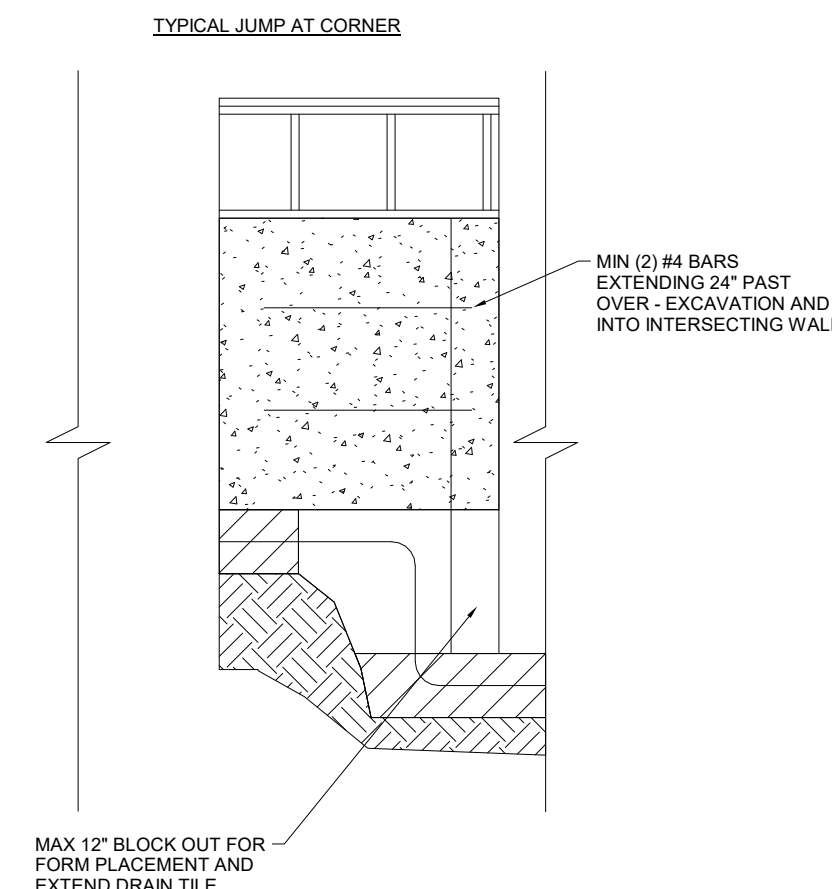 TYPICAL JUMP AT CORNER
MIN (2) #4 BARS
EXTENDING 24" PAST
OVER - EXCAVATION AND
INTO INTERSECTING WALL
MAX 12" BLOCK OUT FOR
FORM PLACEMENT AND
EXTEND DRAIN TILE